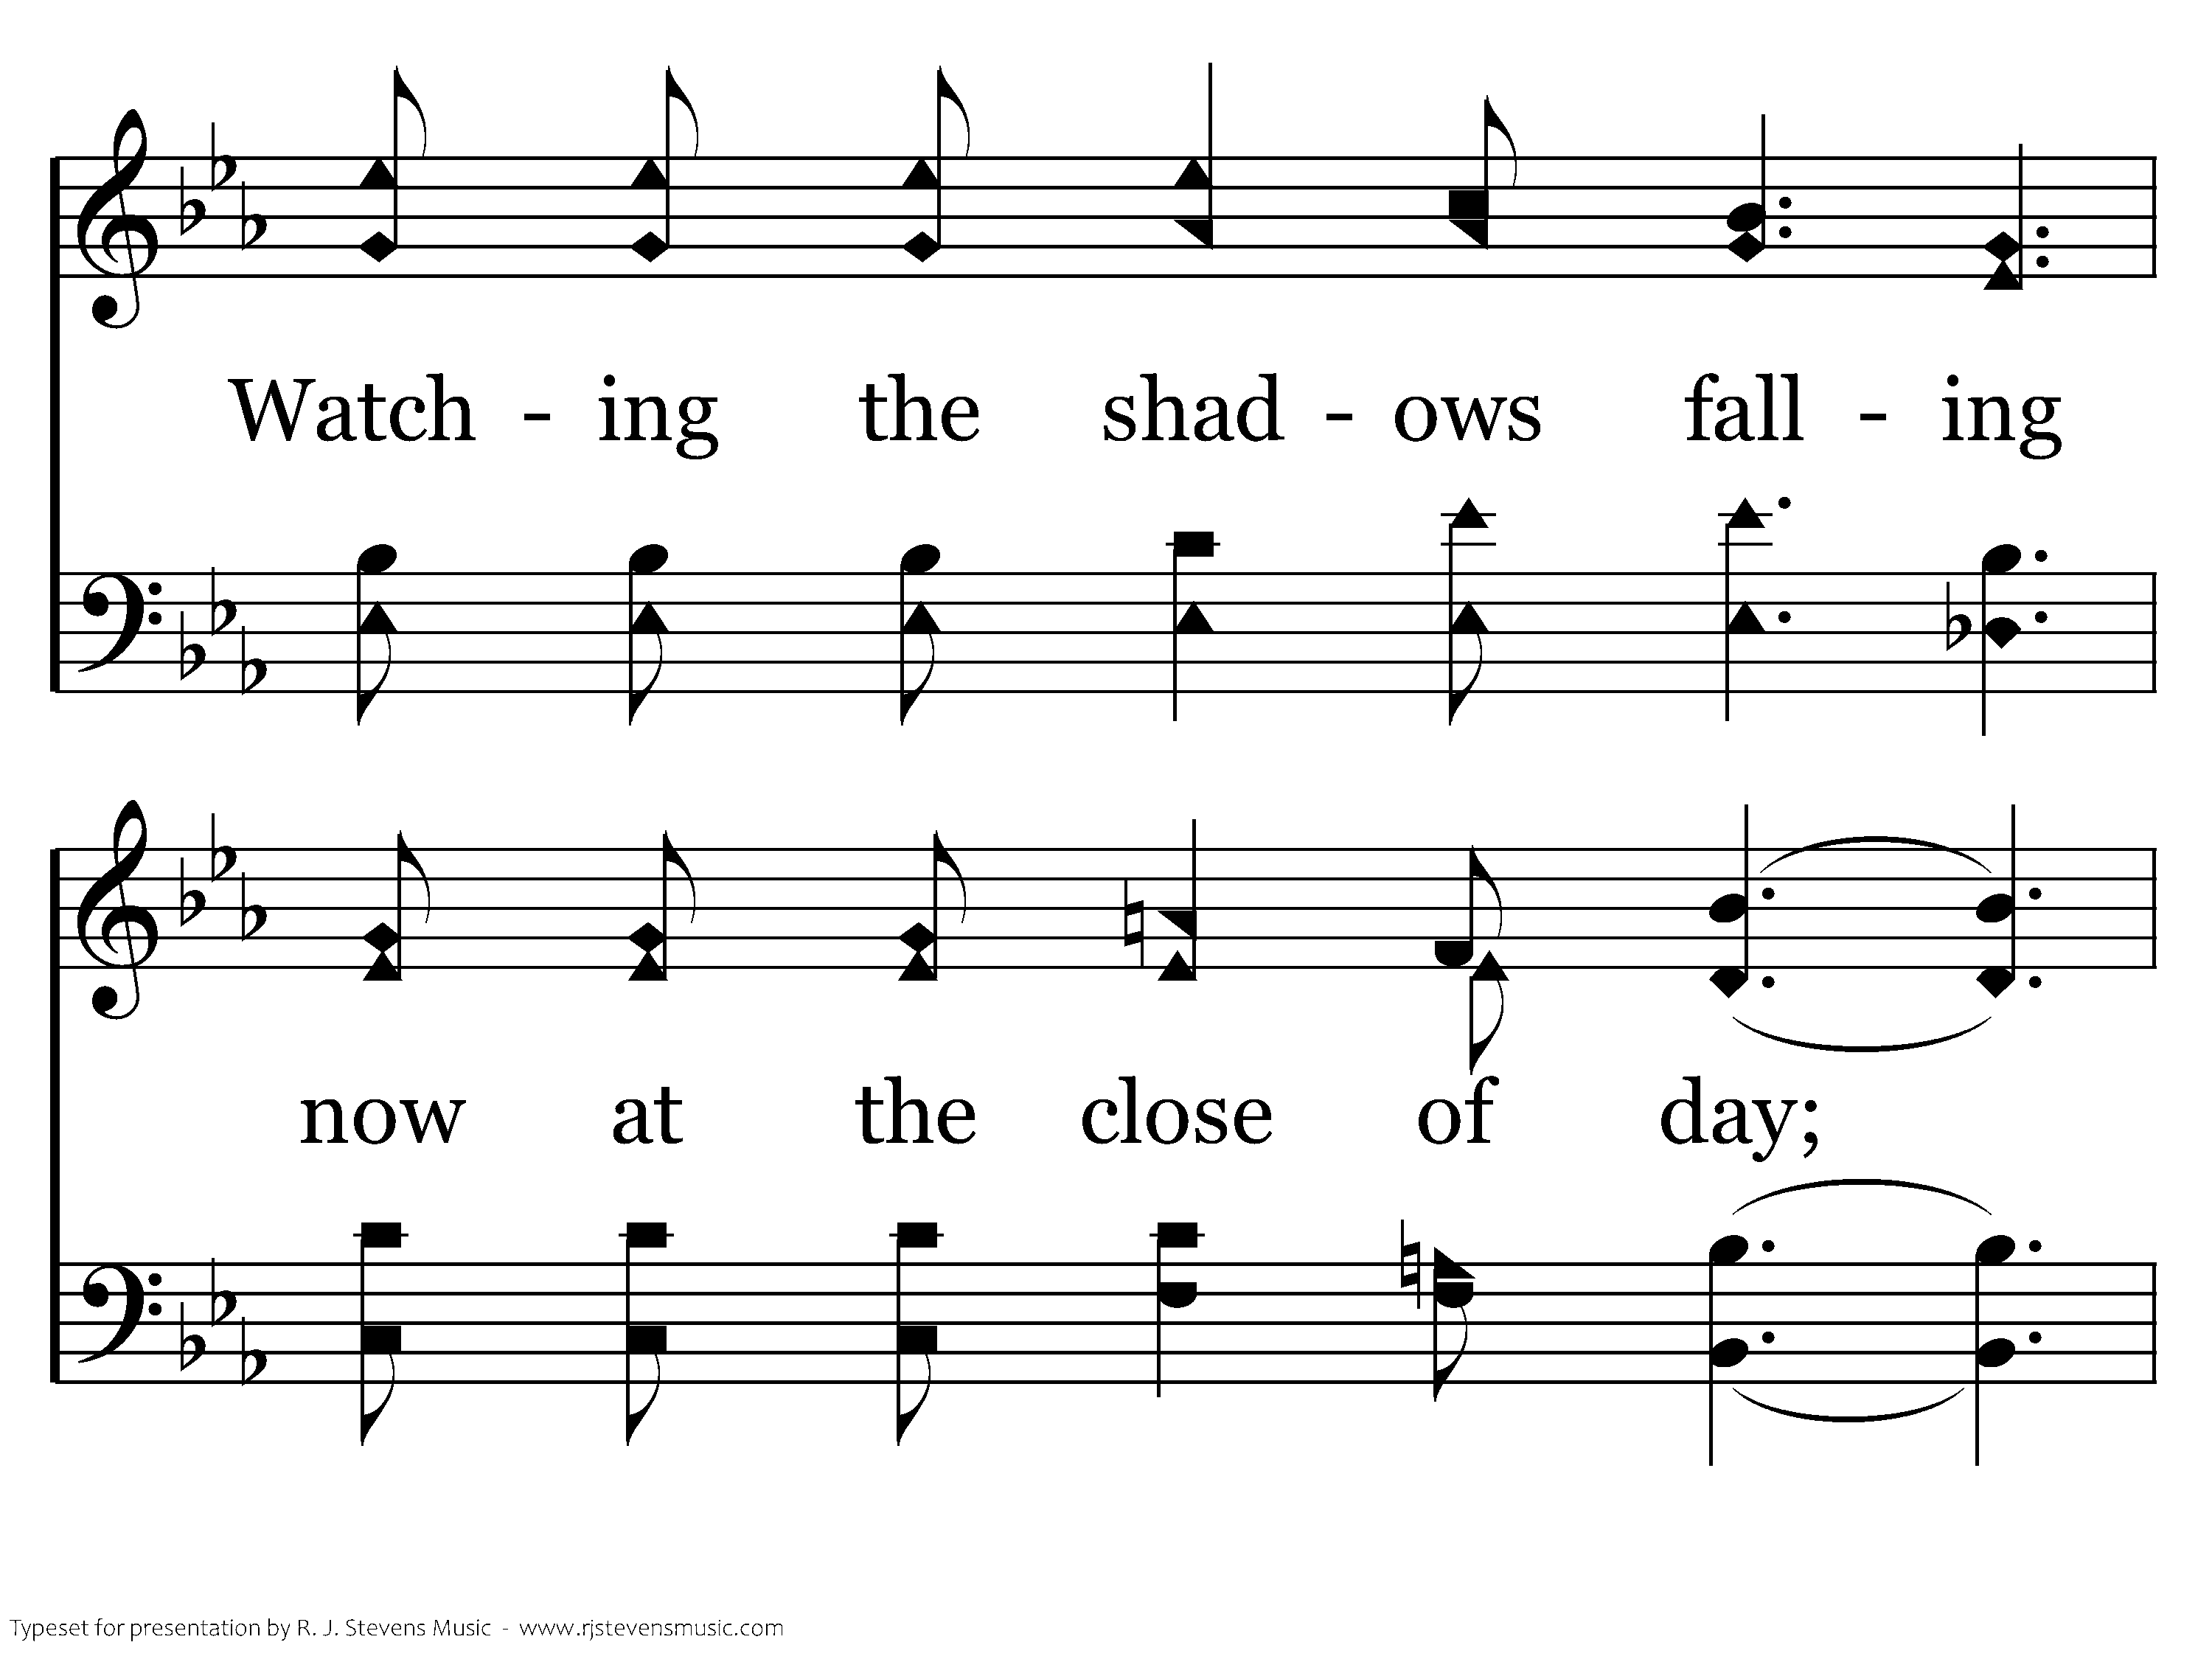 Watch - ing the shad - ows fall - ing
now at the close of day;
Typeset for presentation by R. J. Stevens Music - www.rjstevensmusic.com